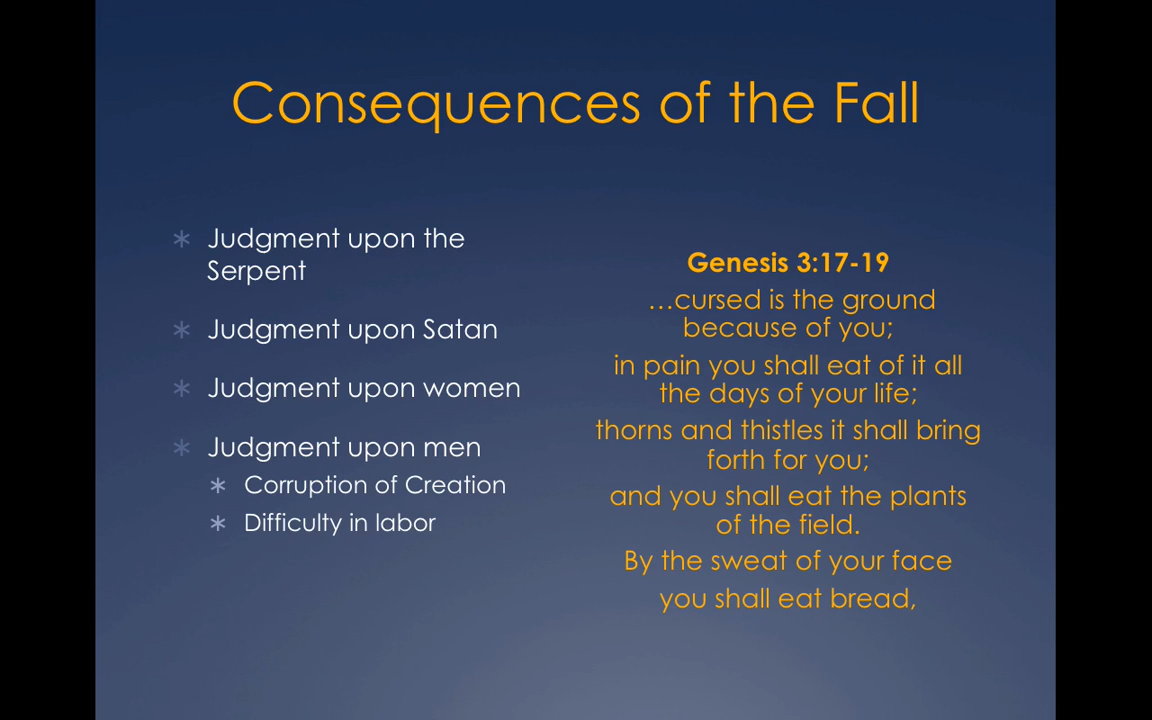 Consequences of the Fall
Judgment upon the
Serpent
Judgment upon Satan
Judgment upon women
Judgment upon men
Corruption of Creation
Difficulty in labor
Genesis 3:17-19
…cursed is the ground
because of you;
in pain you shall eat of it all
the days of your life;
thorns and thistles it shall bring
forth for you;
and you shall eat the plants
of the field.
By the sweat of your face
you shall eat bread,